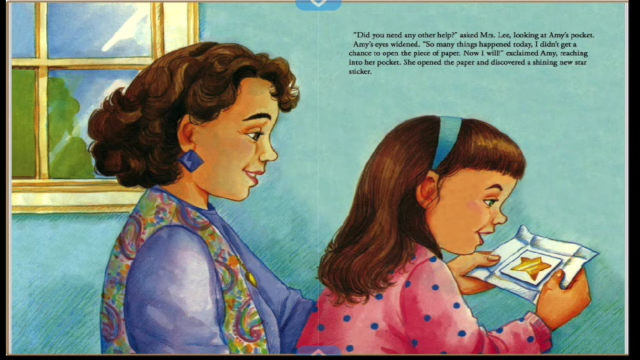 "Did you need any other help?" asked Mrs. Lee, looking at Amy's pocket.
Amy's eyes widened. "So many things happened today, I didn't get a
chance to open the piece of paper. Now I will!" exclaimed Amy, reaching
into her pocket. She opened the paper and discovered a shining new star
sticker.